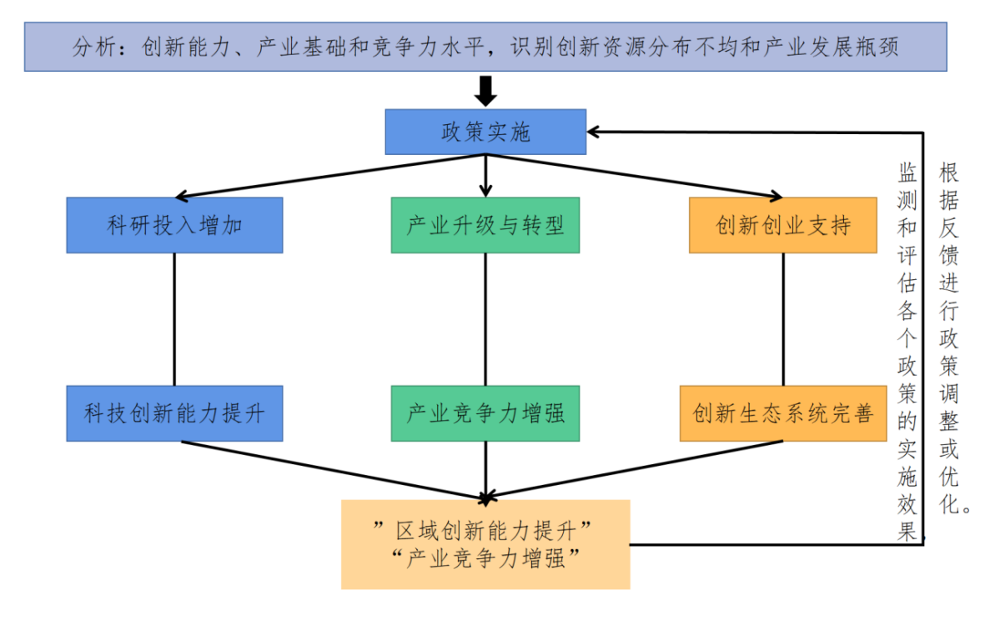 分析：创新能力、产业基础和竞争力水平，识别创新资源分布不均和产业发展瓶颈
政策实施
科研投入增加
产业升级与转型
创新创业支持
科技创新能力提升
产业竞争力增强
创新生态系统完善
”区域创新能力提升”
“产业竞争力增强”
监测和评估各个政策的实施效果，
根据反馈进行政策调整或优化。